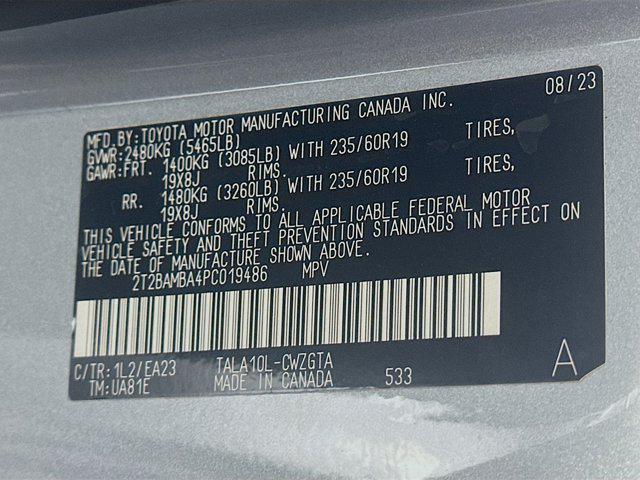 08/23
MFD.BY:TOYOTA MOTOR MANUFACTURING CANADA INC.
GVWR:2480KG (5465LB)
GAWR:FRT. 1400KG (3085LB) WITH 235/60R19 TIRES,
19X8J RIMS.
RR. 1480KG (3260LB) WITH 235/60R19 TIRES,
19X8J RIMS.
THIS VEHICLE CONFORMS TO ALL APPLICABLE FEDERAL MOTOR
VEHICLE SAFETY AND THEFT PREVENTION STANDARDS IN EFFECT ON
THE DATE OF MANUFACTURE SHOWN ABOVE.
2T2BAMBA4PC019486 MPV
C/TR:1L2/EA23 TALA10L-CWZGTA
TM:UA81E MADE IN CANADA 533 A